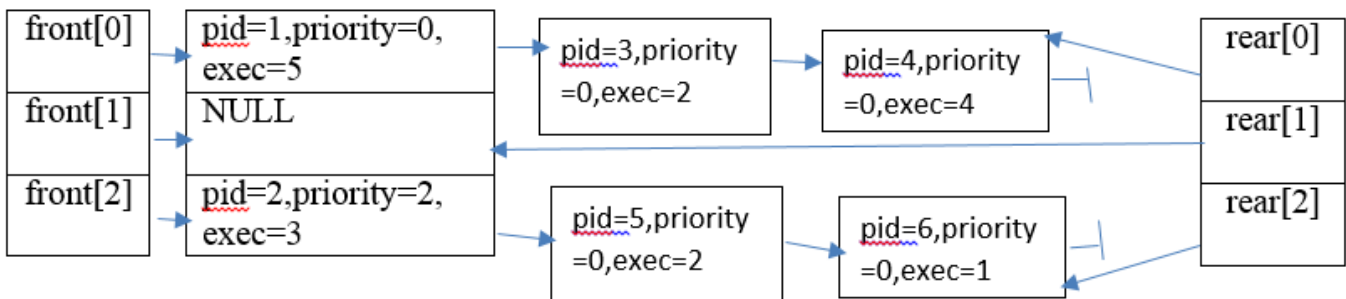 front[0]
pid=1,priority=0,
exec=5
pid=3,priority
=0,exec=2
pid=4,priority
=0,exec=4
rear[0]
front[1]
NULL
rear[1]
front[2]
pid=2,priority=2,
exec=3
pid=5,priority
=0,exec=2
pid=6,priority
=0,exec=1
rear[2]